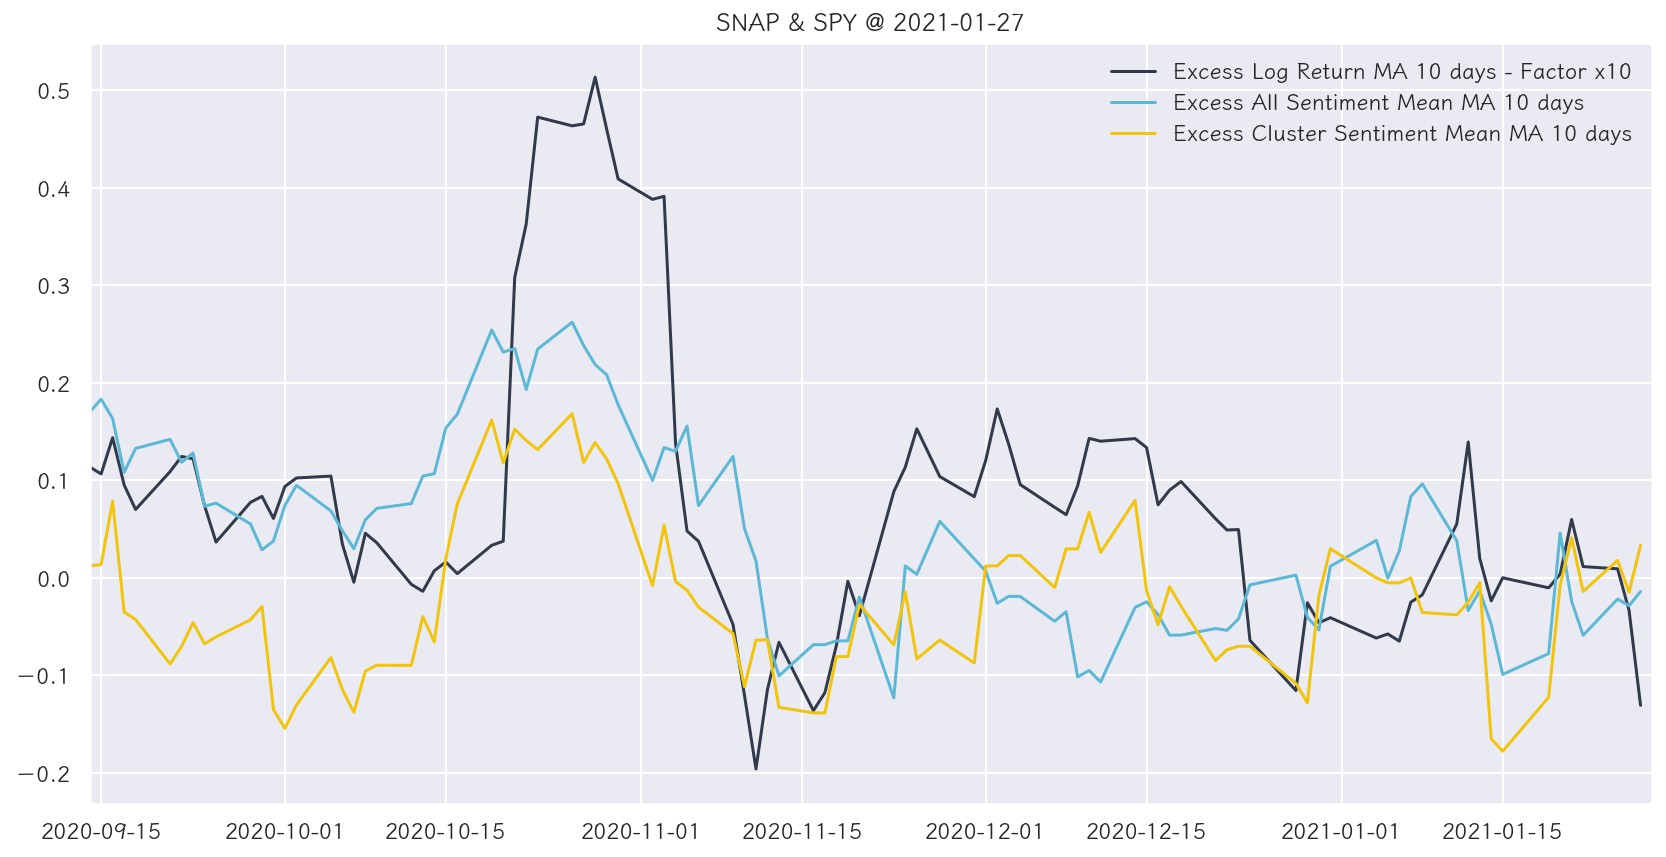 SNAP & SPY @ 2021-01-27
Excess Log Return MA 10 days - Factor x10
Excess All Sentiment Mean MA 10 days
Excess Cluster Sentiment Mean MA 10 days
0.5
0.4
0.3
0.2
0.1
0.0
−0.1
−0.2
2020-09-15 2020-10-01 2020-10-15 2020-11-01 2020-11-15 2020-12-01 2020-12-15 2021-01-01 2021-01-15